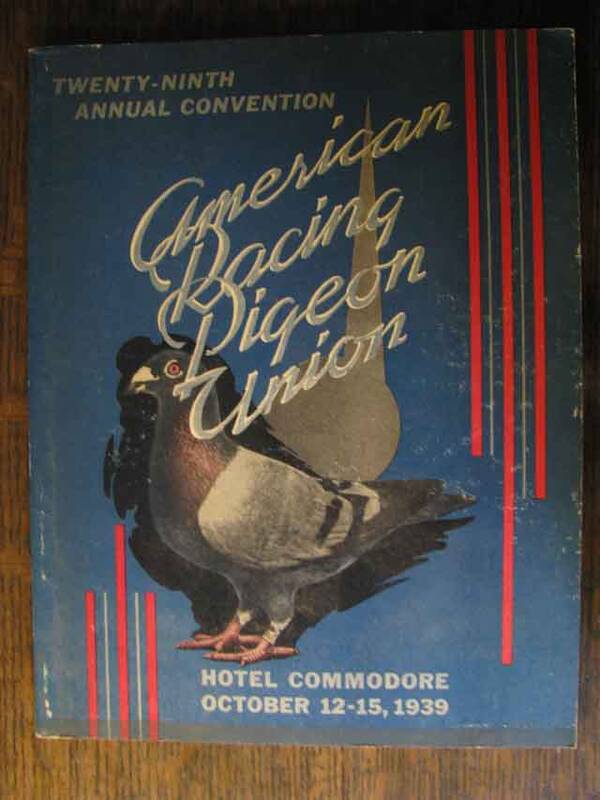 TWENTY-NINTH
ANNUAL CONVENTION
American
Racing
Pigeon
Union
HOTEL COMMODORE
OCTOBER 12-15, 1939